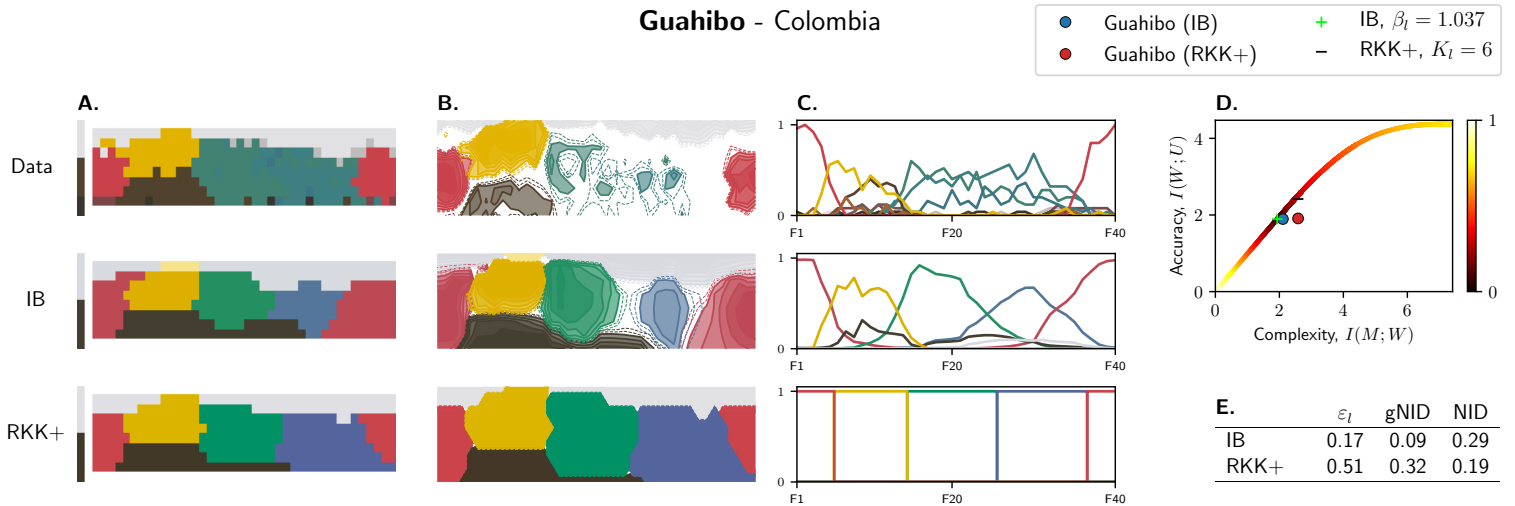 Guahibo - Colombia
Guahibo (IB)
Guahibo (RKK+)
IB, β_l = 1.037
RKK+, K_l = 6
A.
B.
C.
D.
Data
IB
RKK+
1
0
F1
F20
F40
1
0
F1
F20
F40
1
0
F1
F20
F40
Accuracy, I(W; U)
4
2
0
0
2
4
6
Complexity, I(M; W)
1
0
E.
ε_l gNID NID
IB 0.17 0.09 0.29
RKK+ 0.51 0.32 0.19